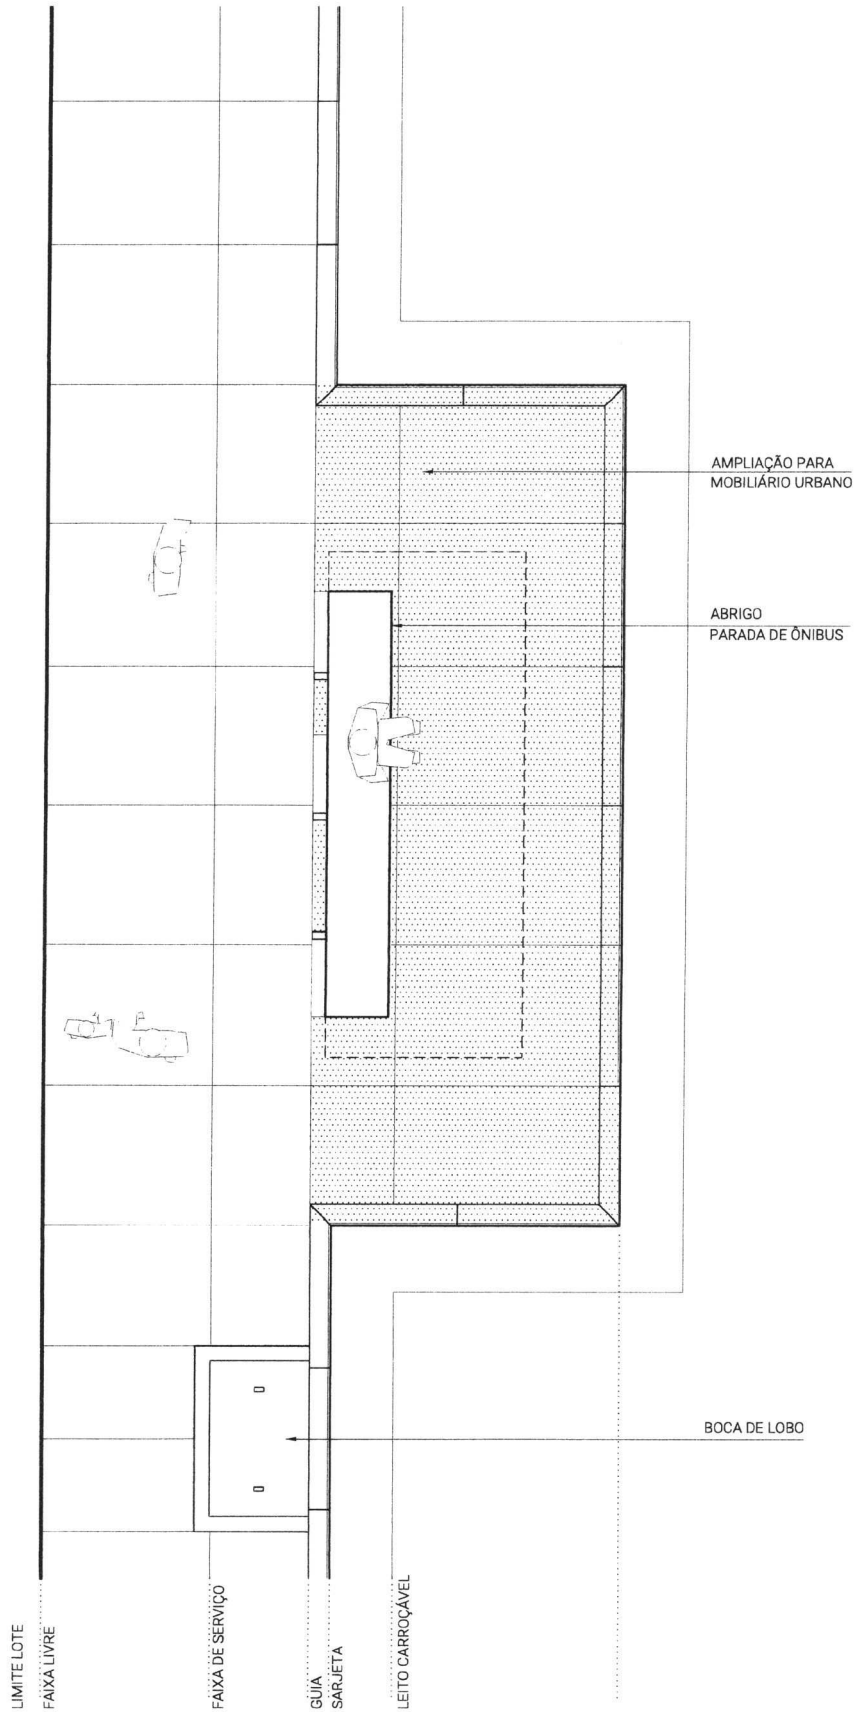 AMPLIAÇÃO PARA
MOBILIÁRIO URBANO
ABRIGO
PARADA DE ÔNIBUS
BOCA DE LOBO
LIMITE LOTE
FAIXA LIVRE
FAIXA DE SERVIÇO
GUIA
SARJETA
LEITO CARROÇÁVEL